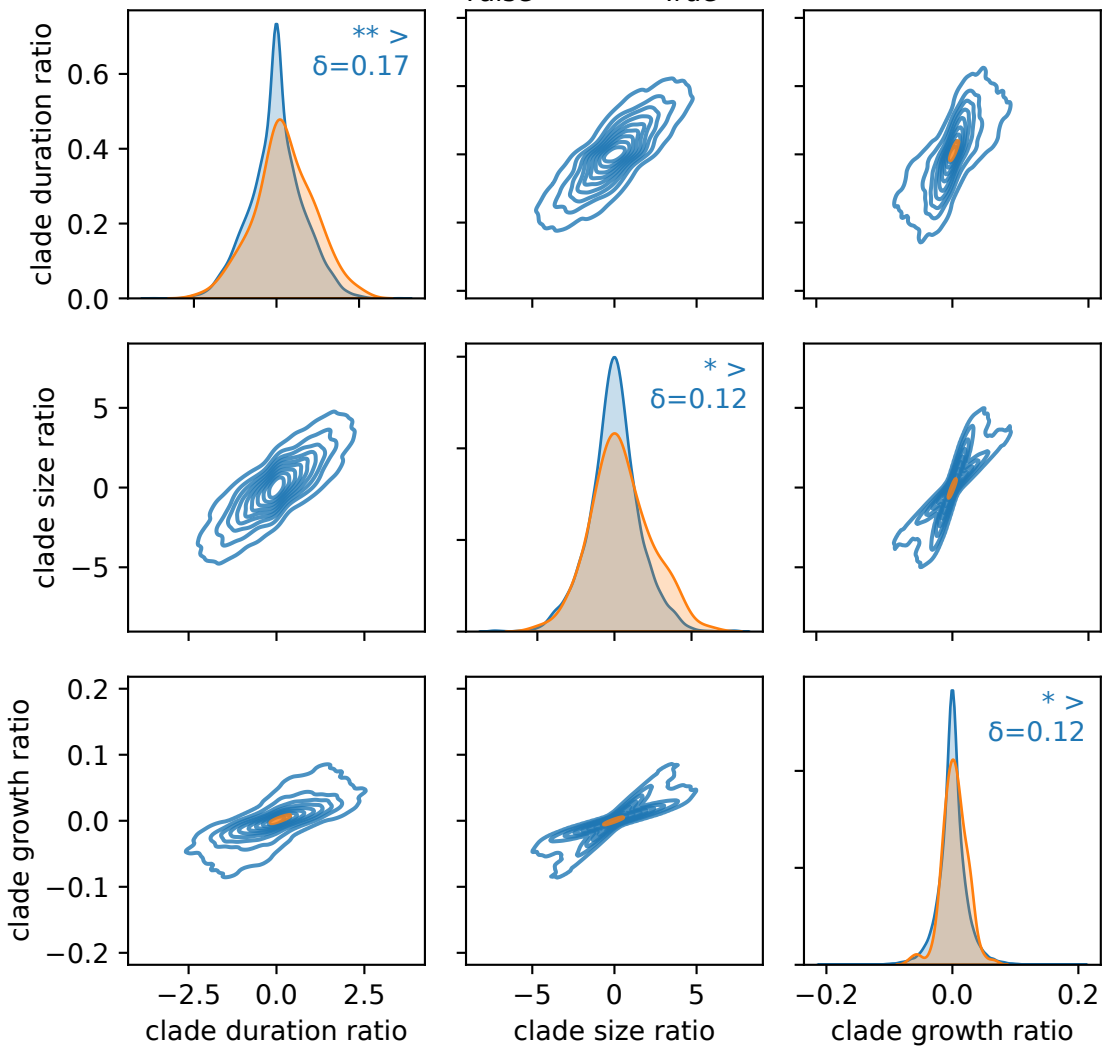 clade duration ratio
0.6
0.4
0.2
0.0
** >
δ=0.17
clade size ratio
5
0
−5
* >
δ=0.12
clade growth ratio
0.2
0.1
0.0
−0.1
−0.2
* >
δ=0.12
−2.5 0.0 2.5
−5 0 5
−0.2 0.0 0.2
clade duration ratio
clade size ratio
clade growth ratio